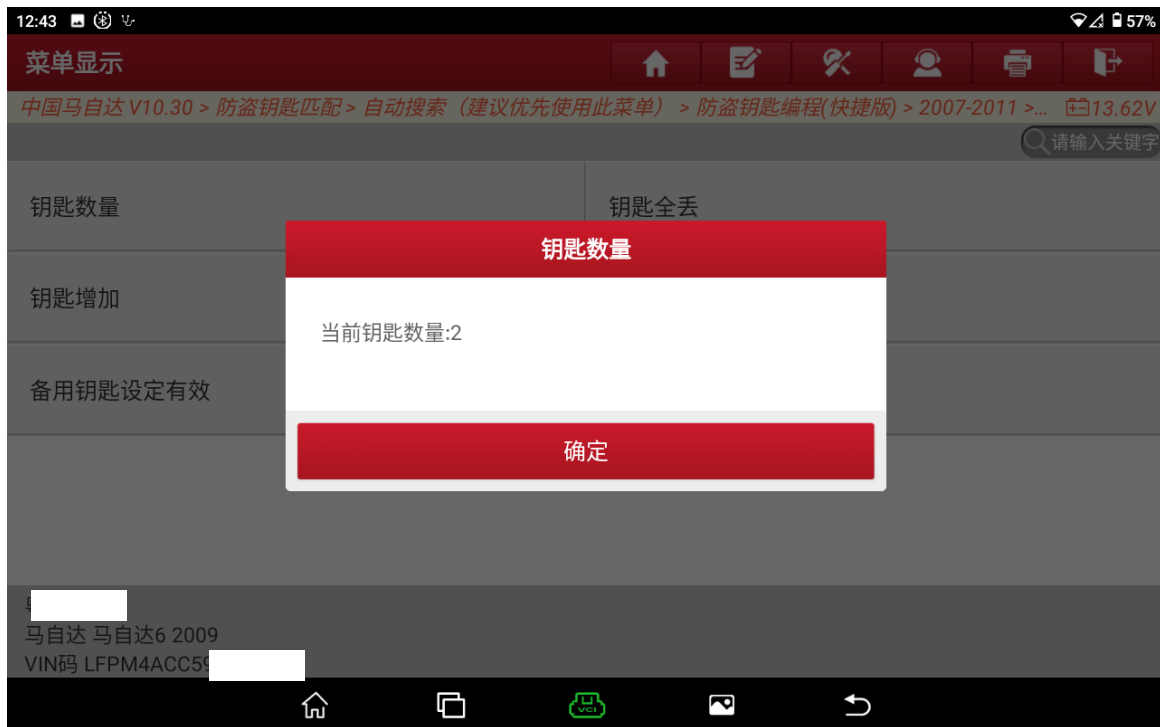 12:43 57%
菜单显示
中国马自达 V10.30 > 防盗钥匙匹配 > 自动搜索（建议优先使用此菜单） > 防盗钥匙编程(快捷版) > 2007-2011 >... 13.62V
请输入关键字
钥匙数量 钥匙全丢
钥匙数量
钥匙增加
当前钥匙数量:2
备用钥匙设定有效
确定
马自达 马自达6 2009
VIN码 LFPM4ACC59
VCI